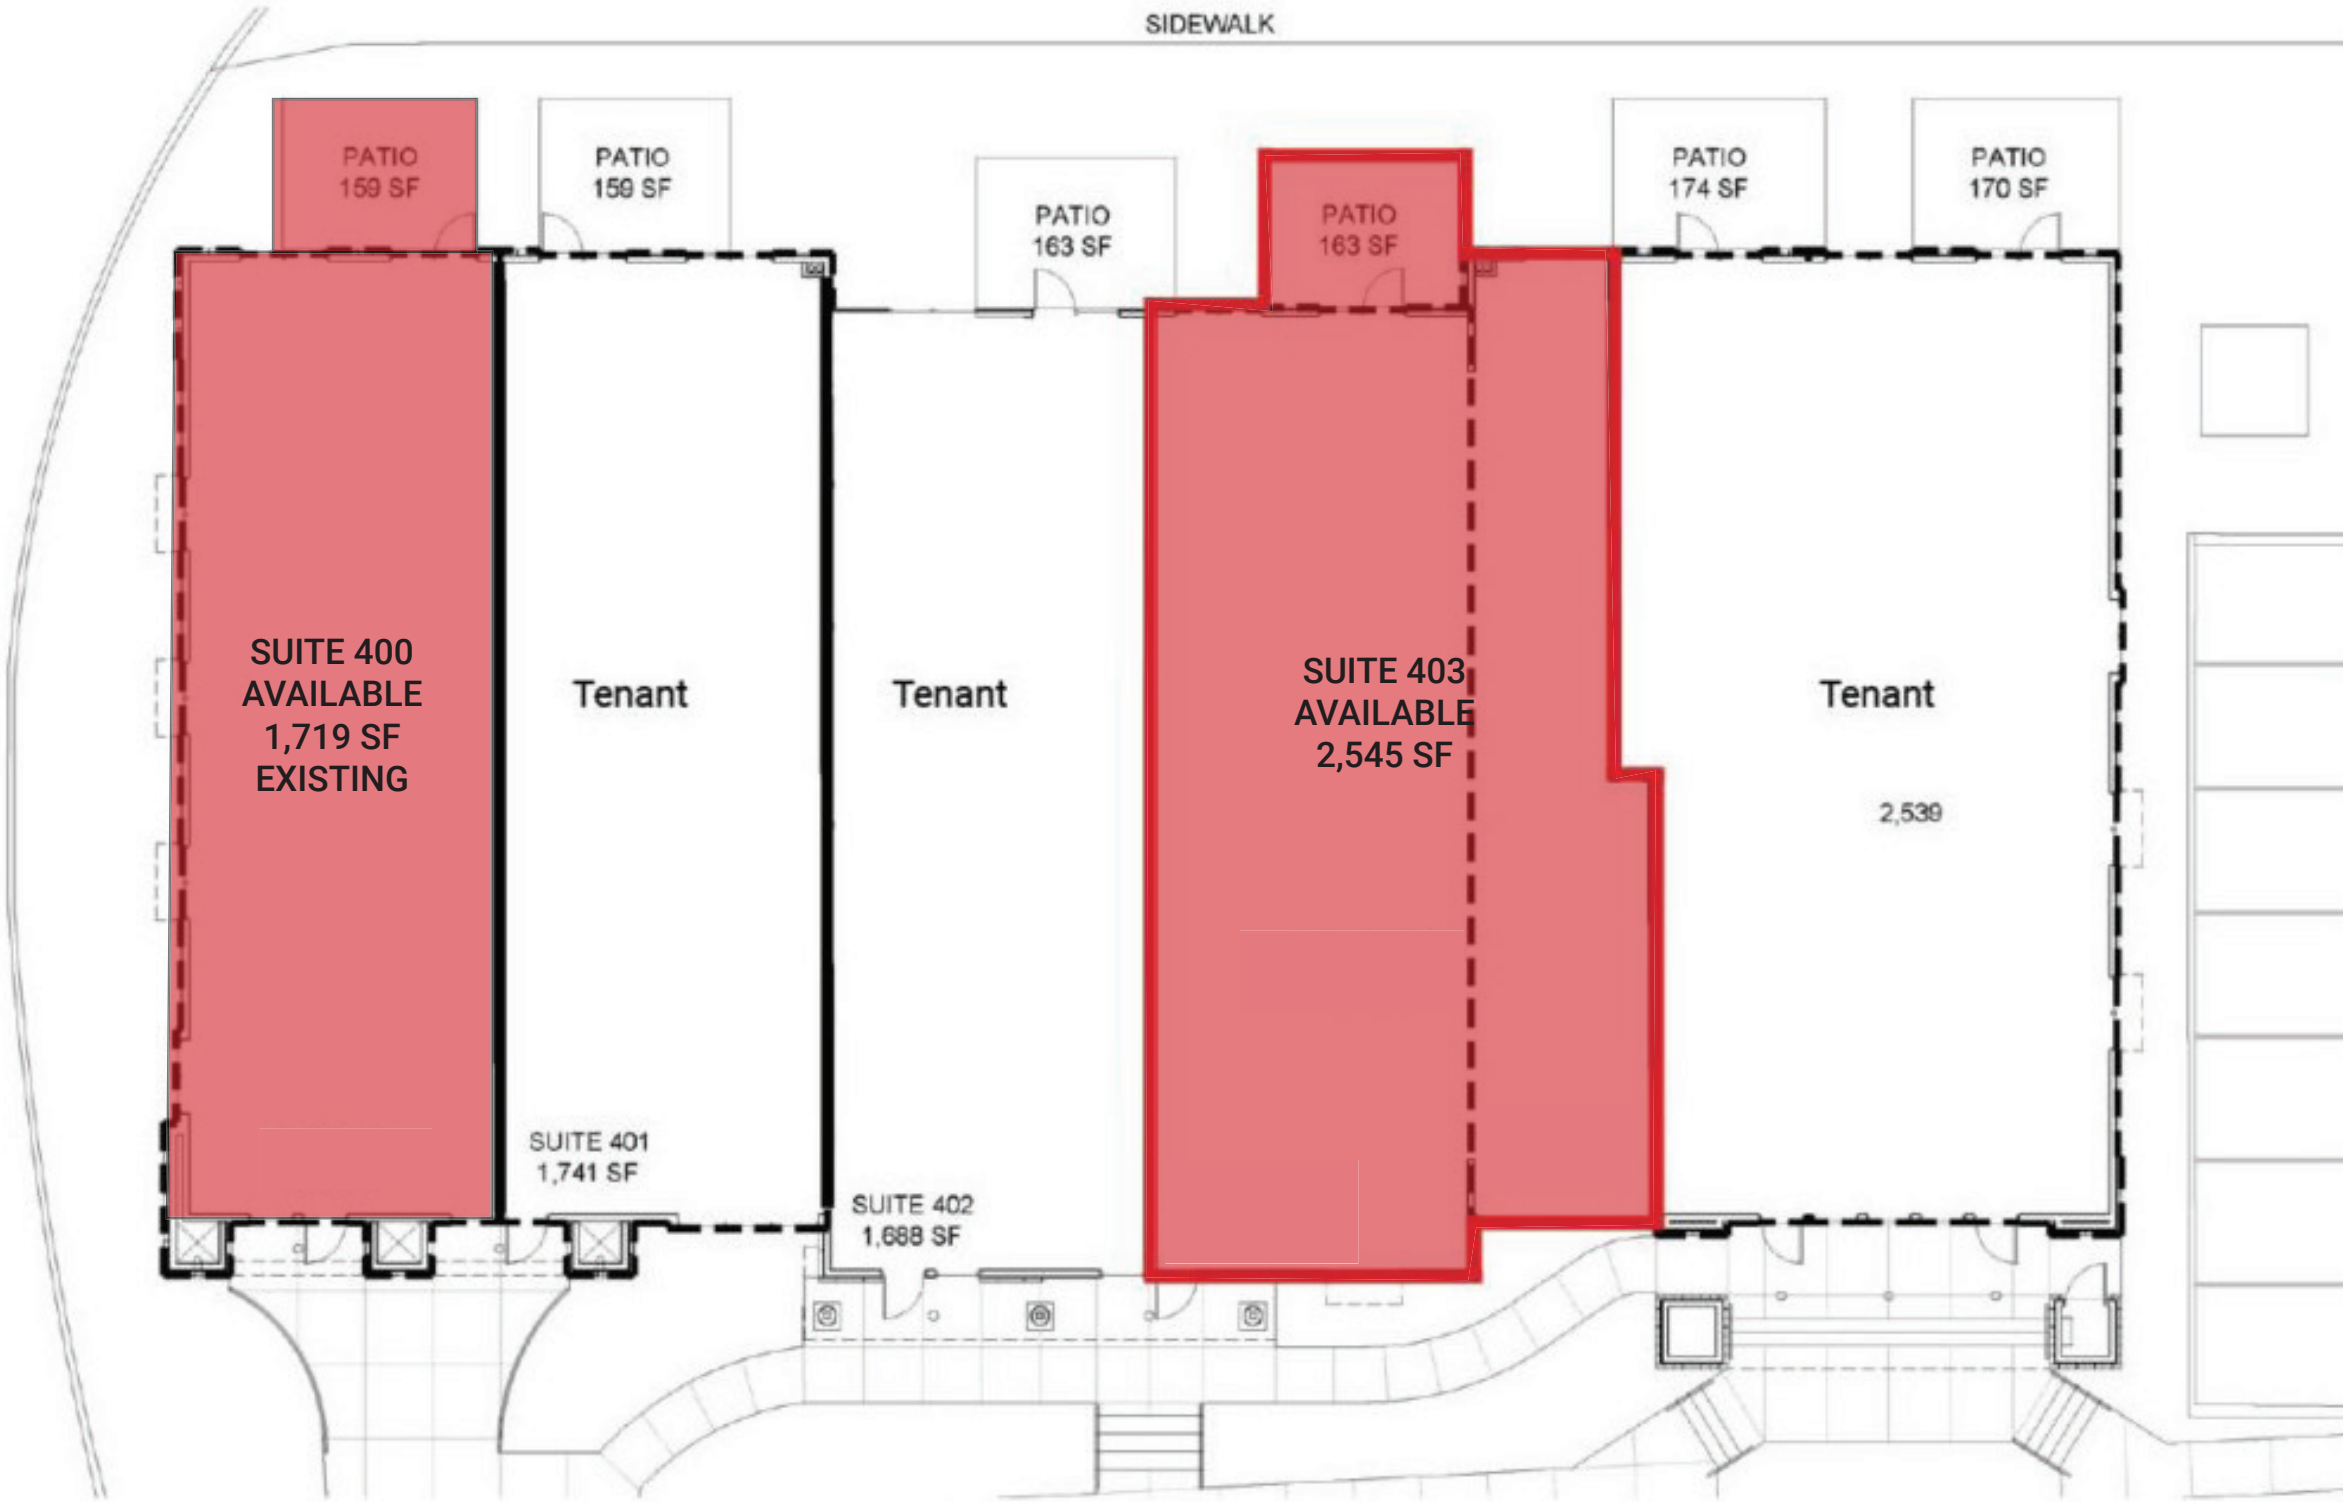 SIDEWALK
PATIO
159 SF
PATIO
159 SF
PATIO
163 SF
PATIO
163 SF
PATIO
174 SF
PATIO
170 SF
SUITE 400
AVAILABLE
1,719 SF
EXISTING
Tenant
Tenant
SUITE 403
AVAILABLE
2,545 SF
Tenant
2,539
SUITE 401
1,741 SF
SUITE 402
1,688 SF